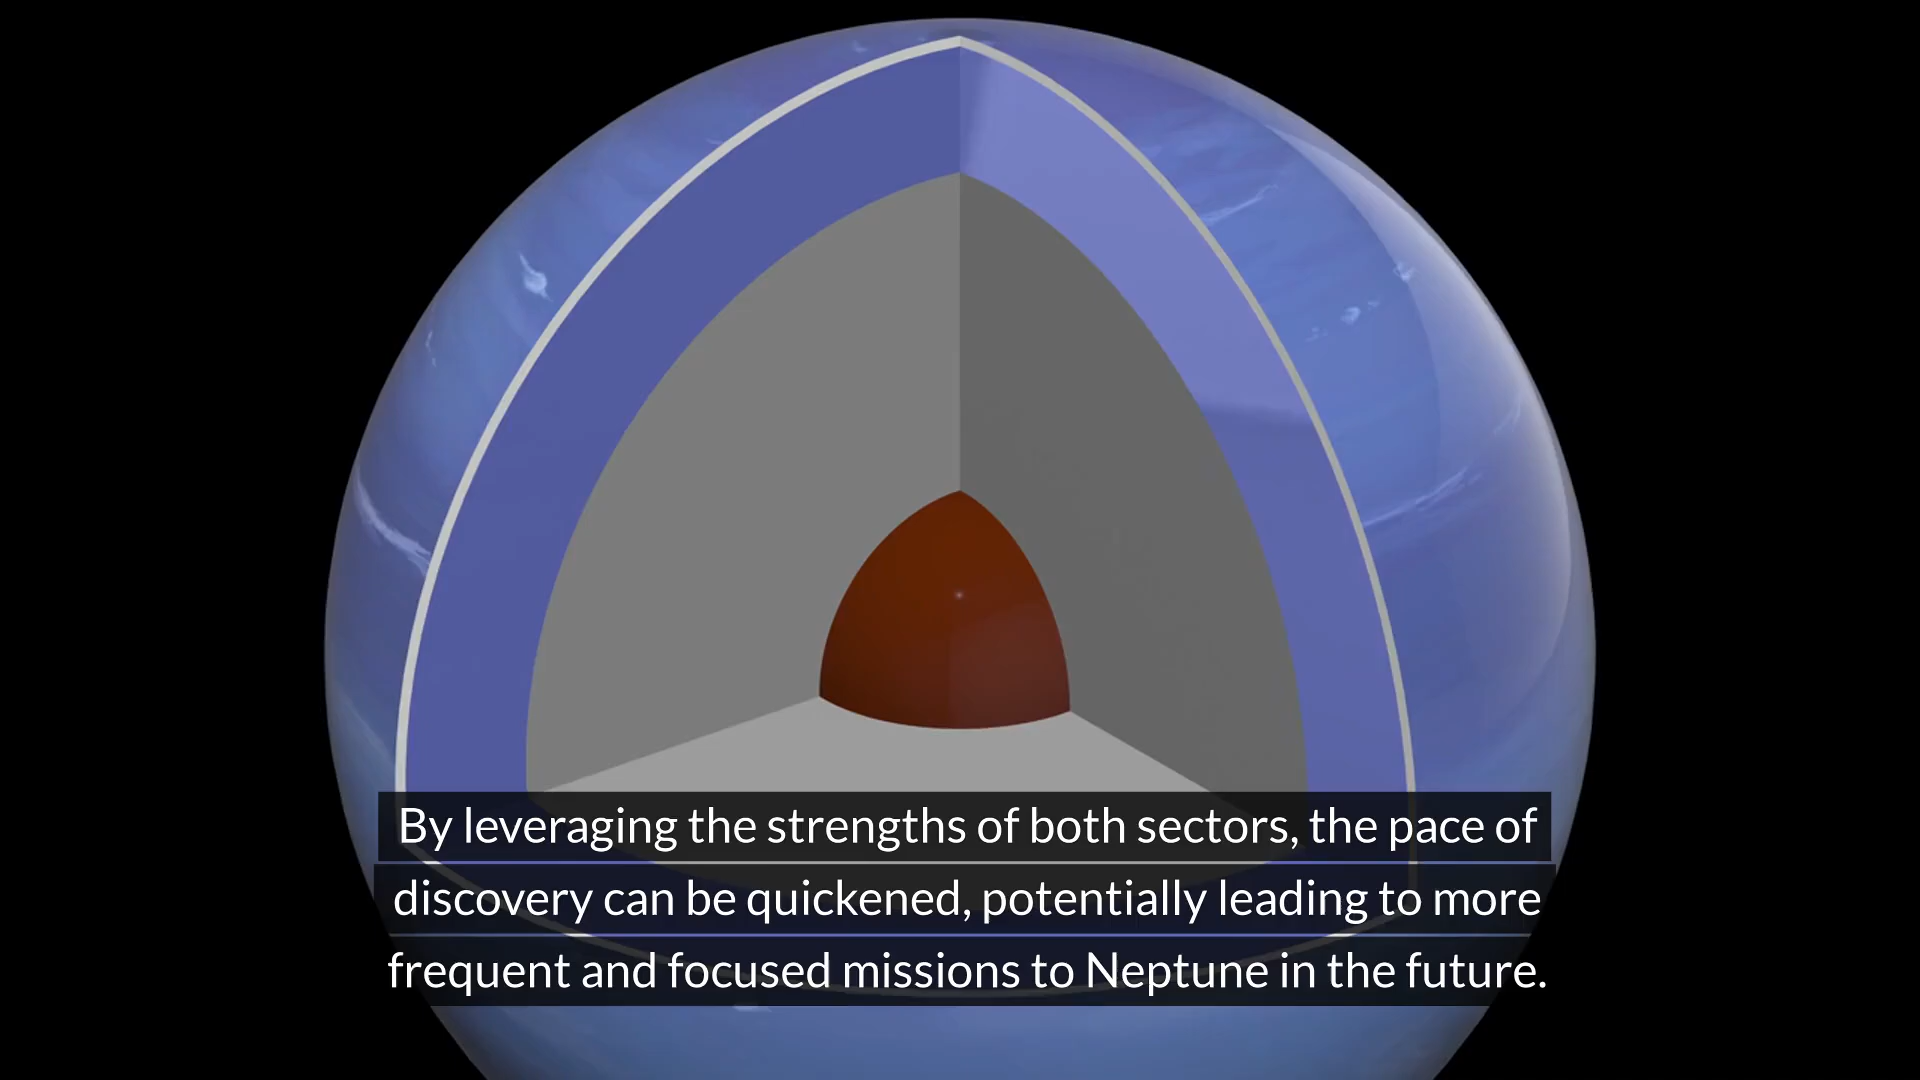 By leveraging the strengths of both sectors, the pace of
discovery can be quickened, potentially leading to more
frequent and focused missions to Neptune in the future.